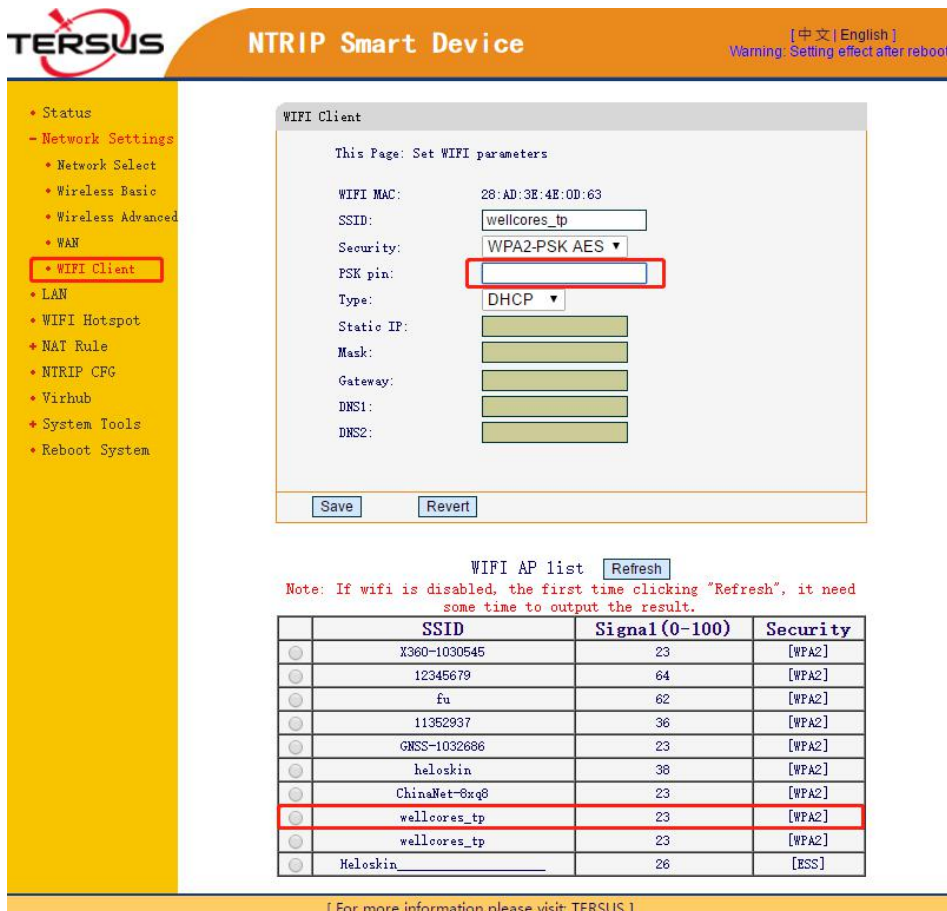 TERSUS
NTRIP Smart Device
[ 中 文 | English ]
Warning: Setting effect after reboot
Status
Network Settings
Network Select
Wireless Basic
Wireless Advanced
WAN
WIFI Client
LAN
WIFI Hotspot
NAT Rule
NTRIP CFG
Virhub
System Tools
Reboot System
WIFI Client
This Page: Set WIFI parameters
WIFI MAC: 28:AD:3E:4E:0D:63
SSID: wellcores_tp
Security: WPA2-PSK AES
PSK pin:
Type: DHCP
Static IP:
Mask:
Gateway:
DNS1:
DNS2:
Save Revert
WIFI AP list Refresh
Note: If wifi is disabled, the first time clicking "Refresh", it need
some time to output the result.
SSID Signal(0-100) Security
X360-1030545 23 [WPA2]
12345679 64 [WPA2]
fu 62 [WPA2]
11352937 36 [WPA2]
GNSS-1032686 23 [WPA2]
heloskin 38 [WPA2]
ChinaNet-8xq8 23 [WPA2]
wellcores_tp 23 [WPA2]
wellcores_tp 23 [WPA2]
Heloskin______________________ 26 [ESS]
[ For more information please visit: TERSUS ]